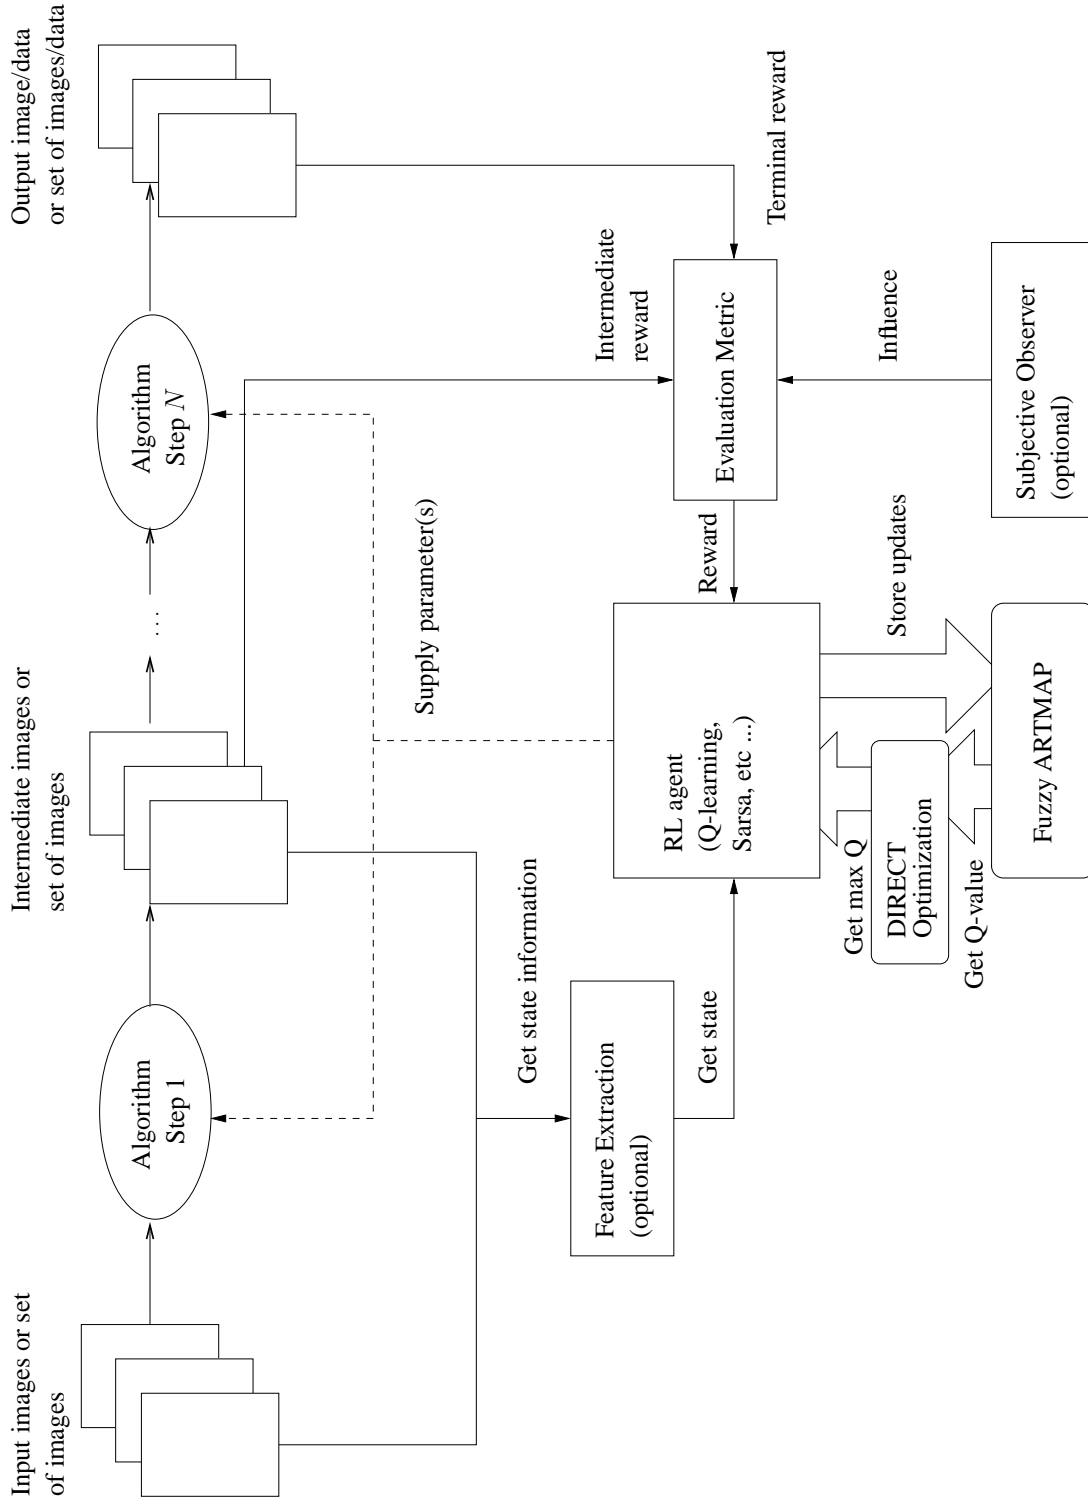 Input images or set
of images
Intermediate images or
set of images
Output image/data
or set of images/data
Algorithm
Step 1
...
Algorithm
Step N
Supply parameter(s)
Get state information
Intermediate
reward
Terminal reward
Feature Extraction
(optional)
Get state
RL agent
(Q-learning,
Sarsa, etc ...)
Reward
Evaluation Metric
Influence
Get max Q
DIRECT
Optimization
Get Q-value
Store updates
Fuzzy ARTMAP
Subjective Observer
(optional)